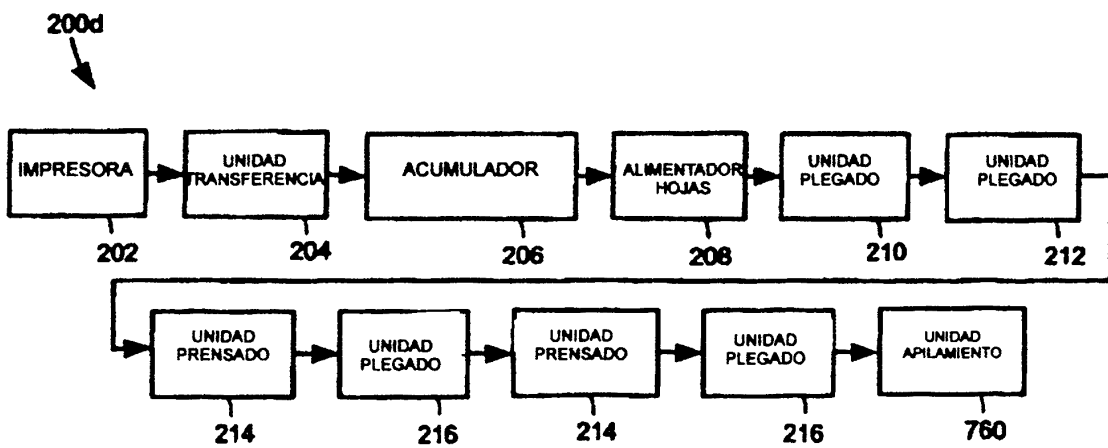 200d
IMPRESORA
UNIDAD
TRANSFERENCIA
ACUMULADOR
ALIMENTADOR
HOJAS
UNIDAD
PLEGADO
UNIDAD
PLEGADO
202
204
206
208
210
212
UNIDAD
PRENSADO
UNIDAD
PLEGADO
UNIDAD
PRENSADO
UNIDAD
PLEGADO
UNIDAD
APILAMIENTO
214
216
214
216
760